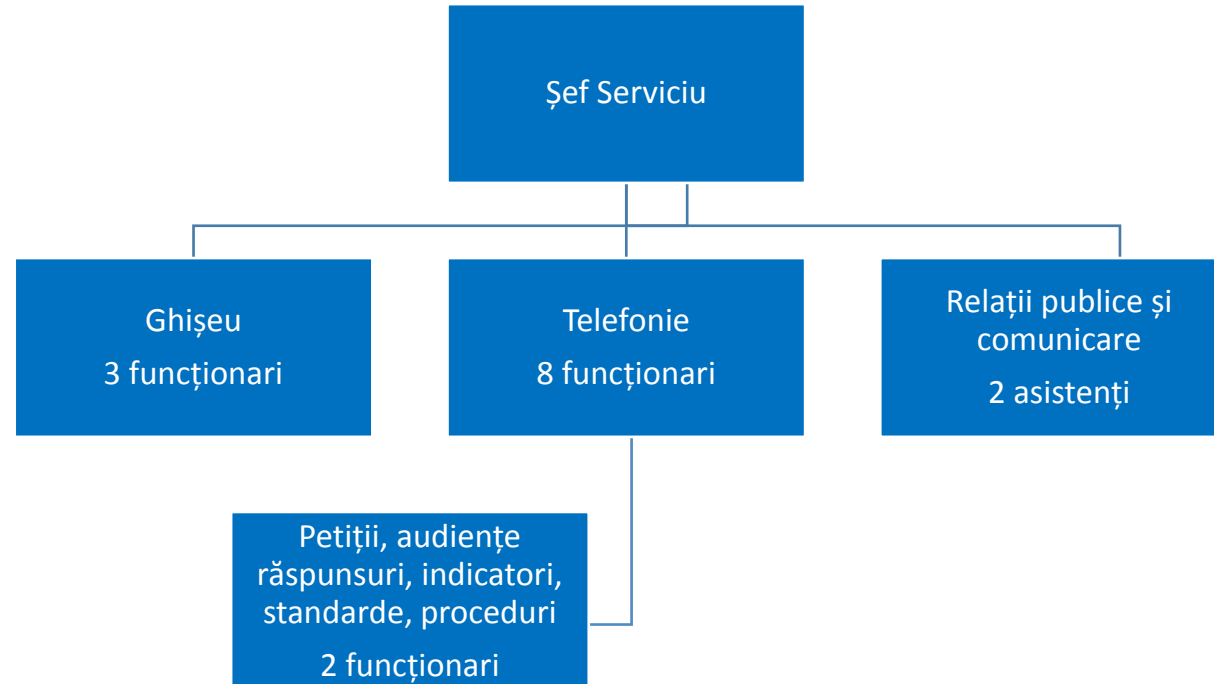 Șef Serviciu
Ghișeu
3 funcționari
Telefonie
8 funcționari
Relații publice și
comunicare
2 asistenți
Petiții, audiențe
răspunsuri, indicatori,
standarde, proceduri
2 funcționari